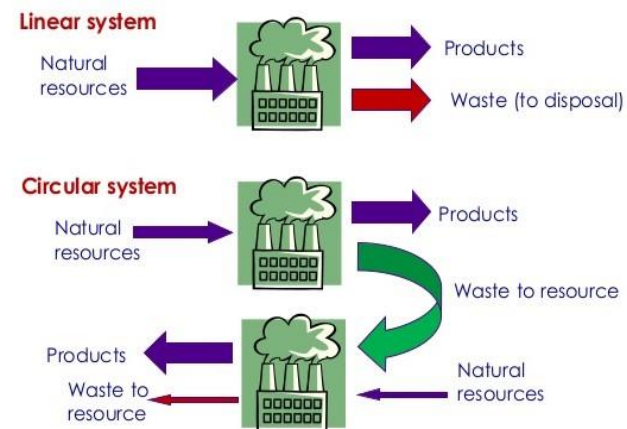 Linear system
Natural
resources
Products
Waste (to disposal)
Circular system
Natural
resources
Products
Waste to resource
Products
Waste to
resource
Natural
resources